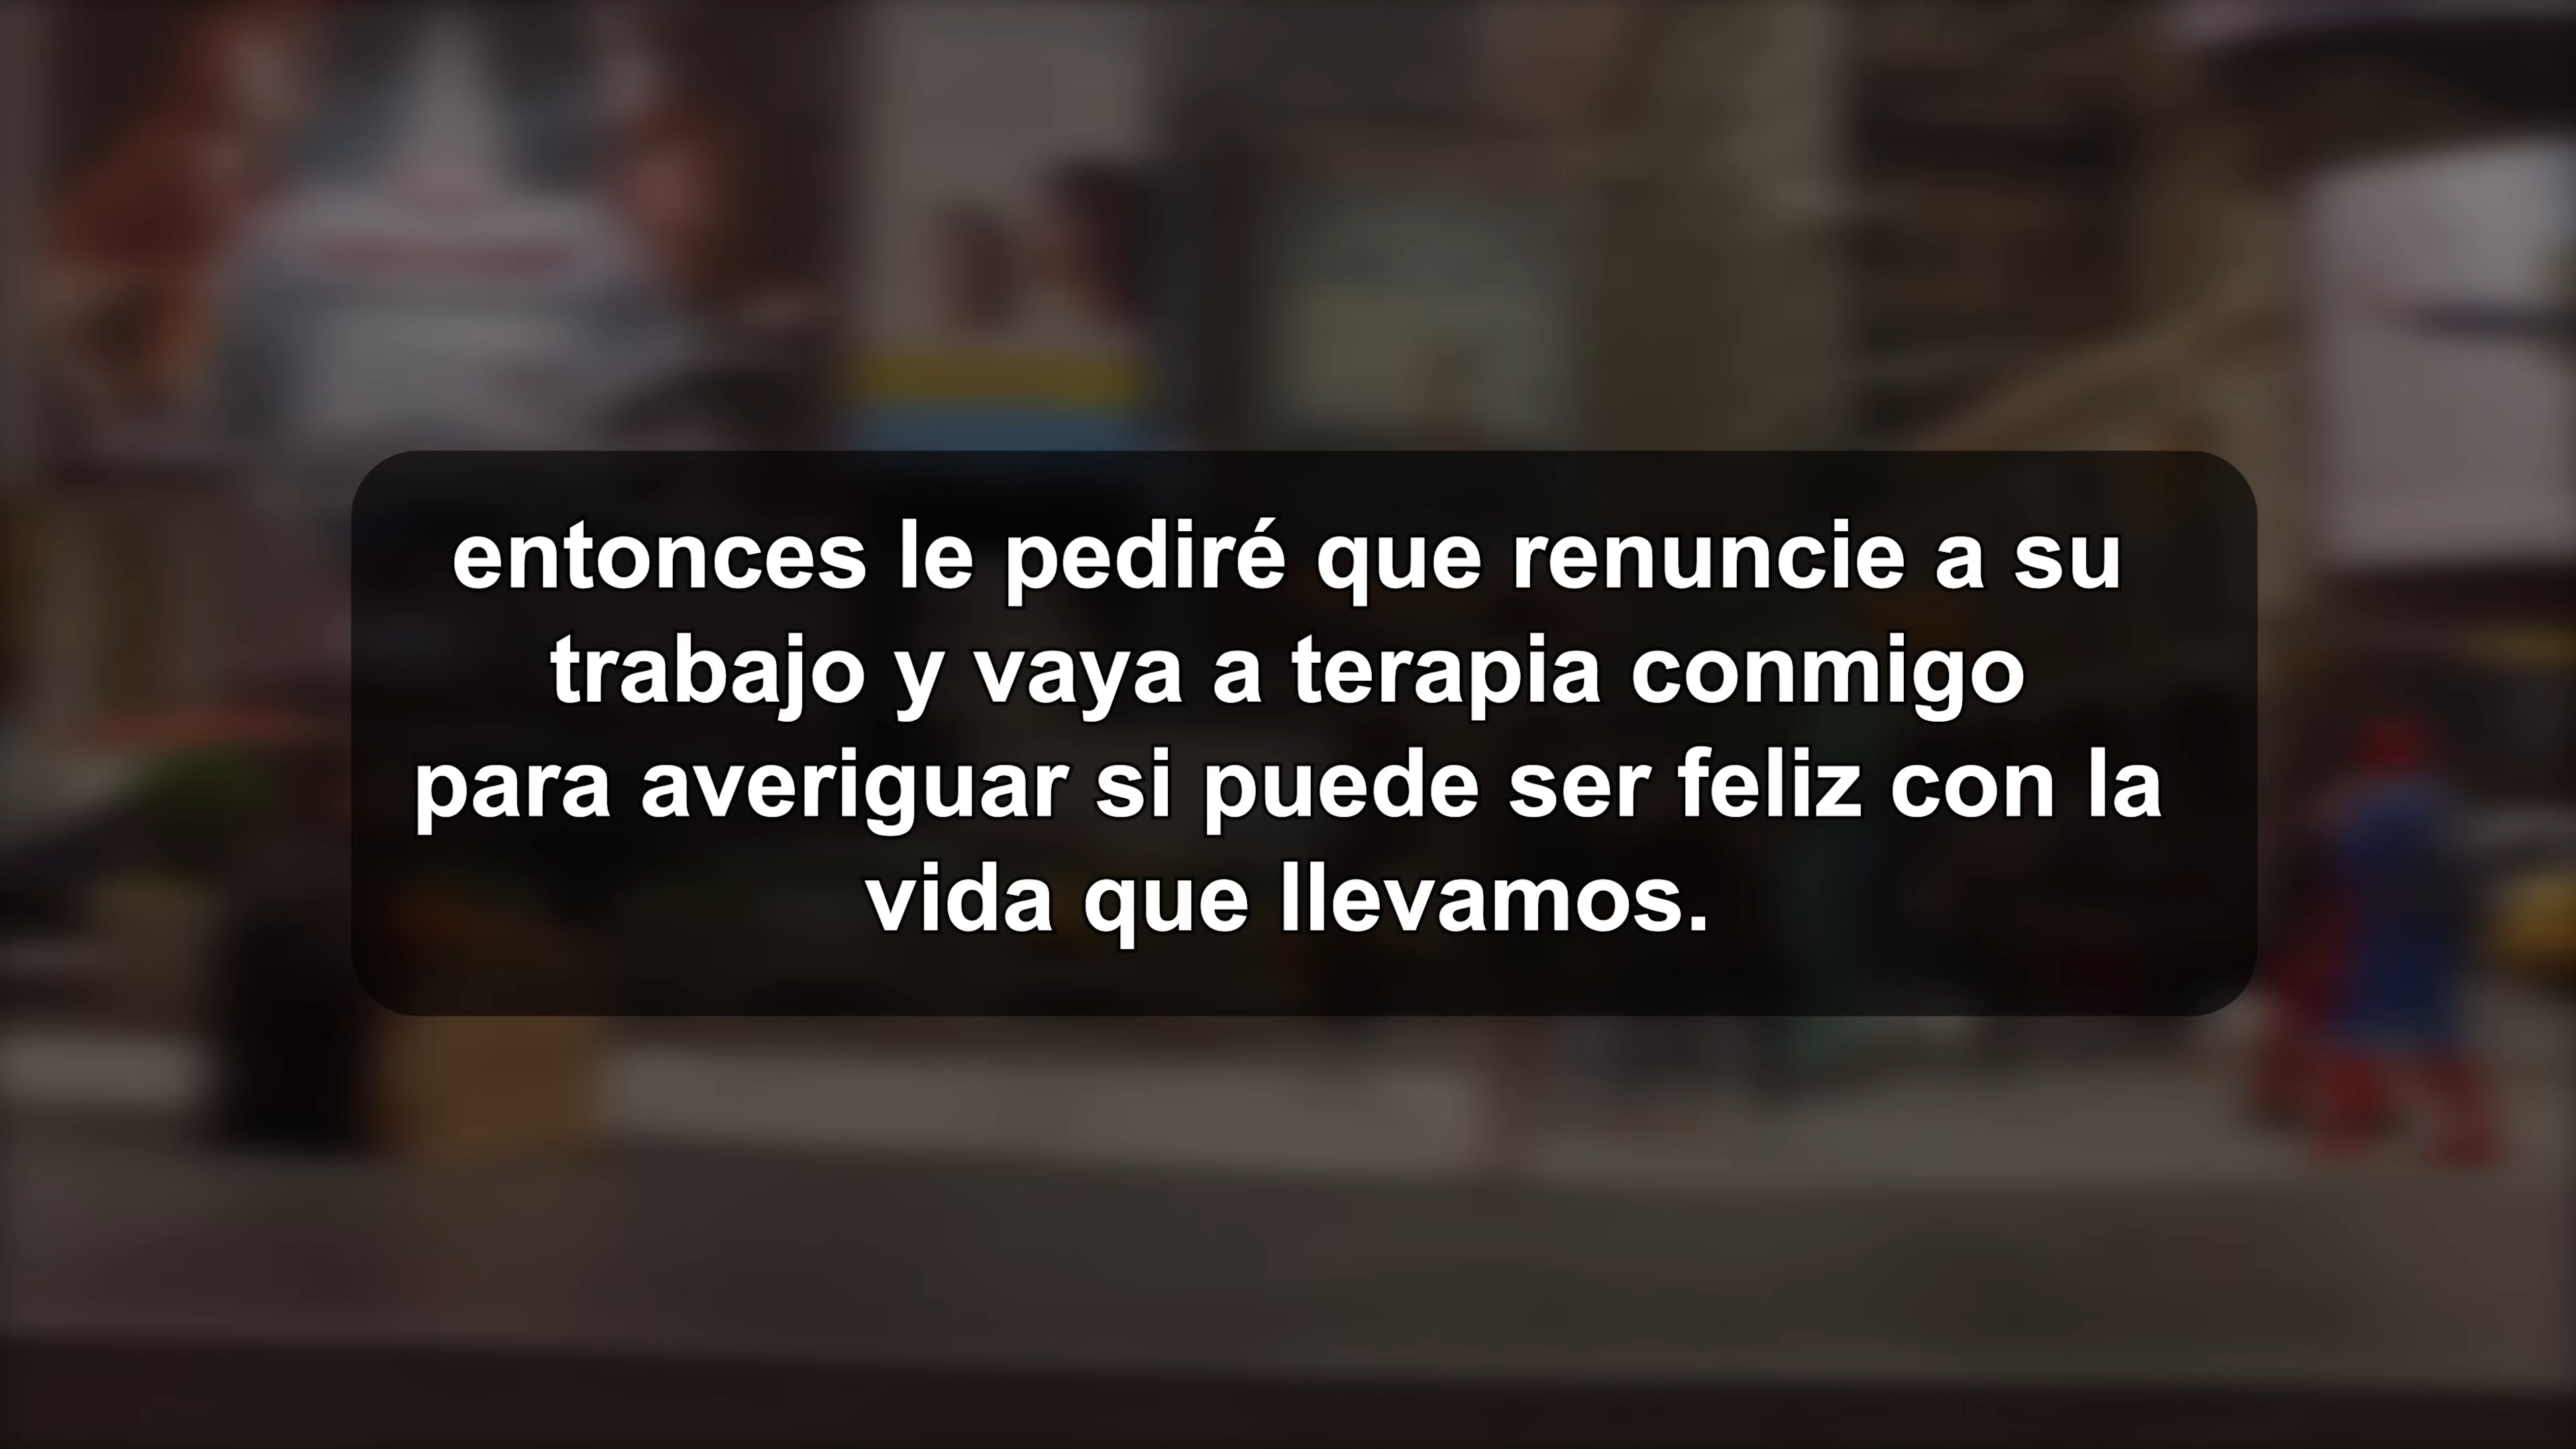 entonces le pediré que renuncie a su
trabajo y vaya a terapia conmigo
para averiguar si puede ser feliz con la
vida que llevamos.